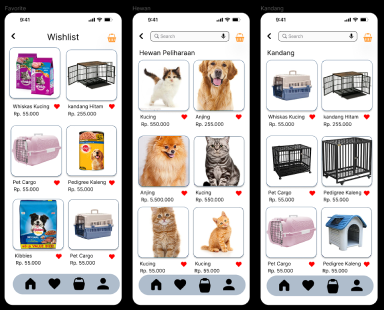 Favorite
9:41
Wishlist
Whiskas Kucing
Rp. 55.000
kandang Hitam
Rp. 255.000
Pet Cargo
Rp. 55.000
Pedigree Kaleng
Rp. 55.000
Kibbles
Rp. 55.000
Pet Cargo
Rp. 55.000
Hewan
9:41
Search
Hewan Peliharaan
Kucing
Rp. 550.000
Anjing
Rp. 255.000
Anjing
Rp. 5.500.000
Kucing
Rp. 550.000
Kucing
Rp. 55.000
Kucing
Rp. 55.000
Kandang
9:41
Search
Kandang
Whiskas Kucing
Rp. 55.000
kandang Hitam
Rp. 255.000
Pet Cargo
Rp. 55.000
Pedigree Kaleng
Rp. 55.000
Pet Cargo
Rp. 55.000
Pedigree Kaleng
Rp. 55.000